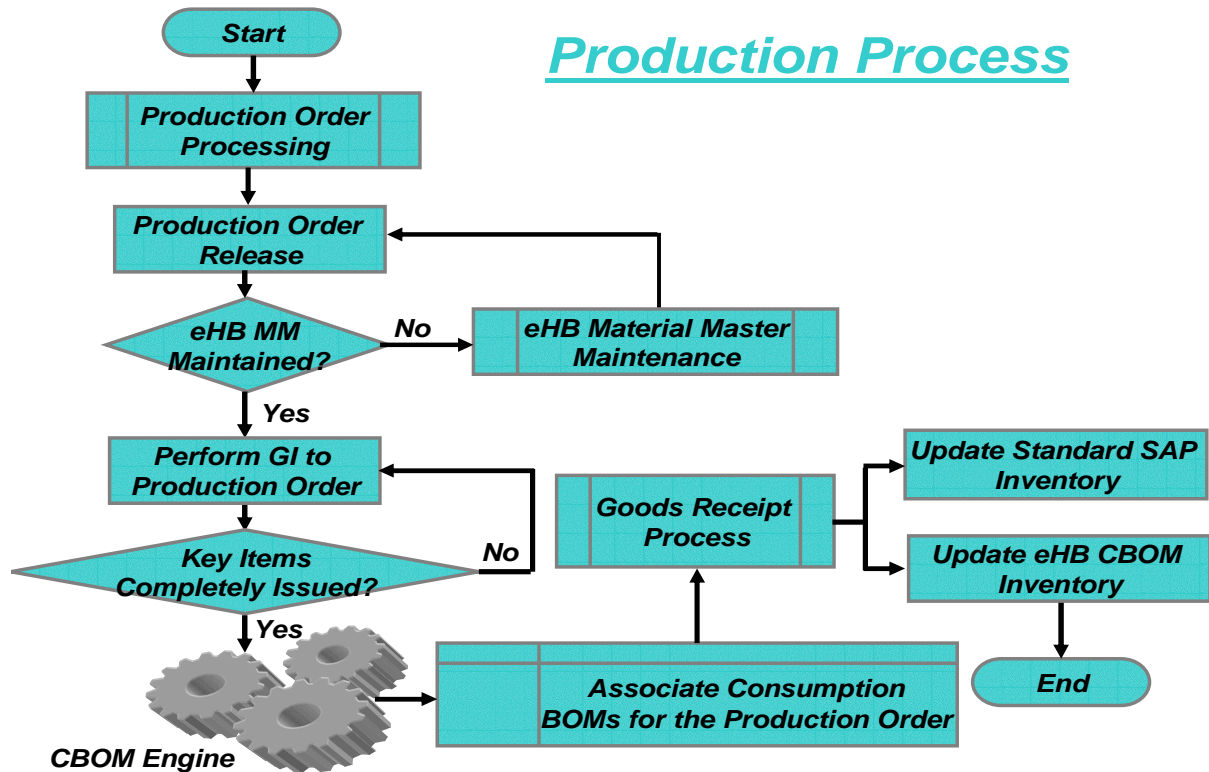 Start
Production Process
Production Order
Processing
Production Order
Release
eHB MM
Maintained?
No
eHB Material Master
Maintenance
Yes
Perform GI to
Production Order
Key Items
Completely Issued?
No
Yes
CBOM Engine
Associate Consumption
BOMs for the Production Order
Goods Receipt
Process
Update Standard SAP
Inventory
Update eHB CBOM
Inventory
End